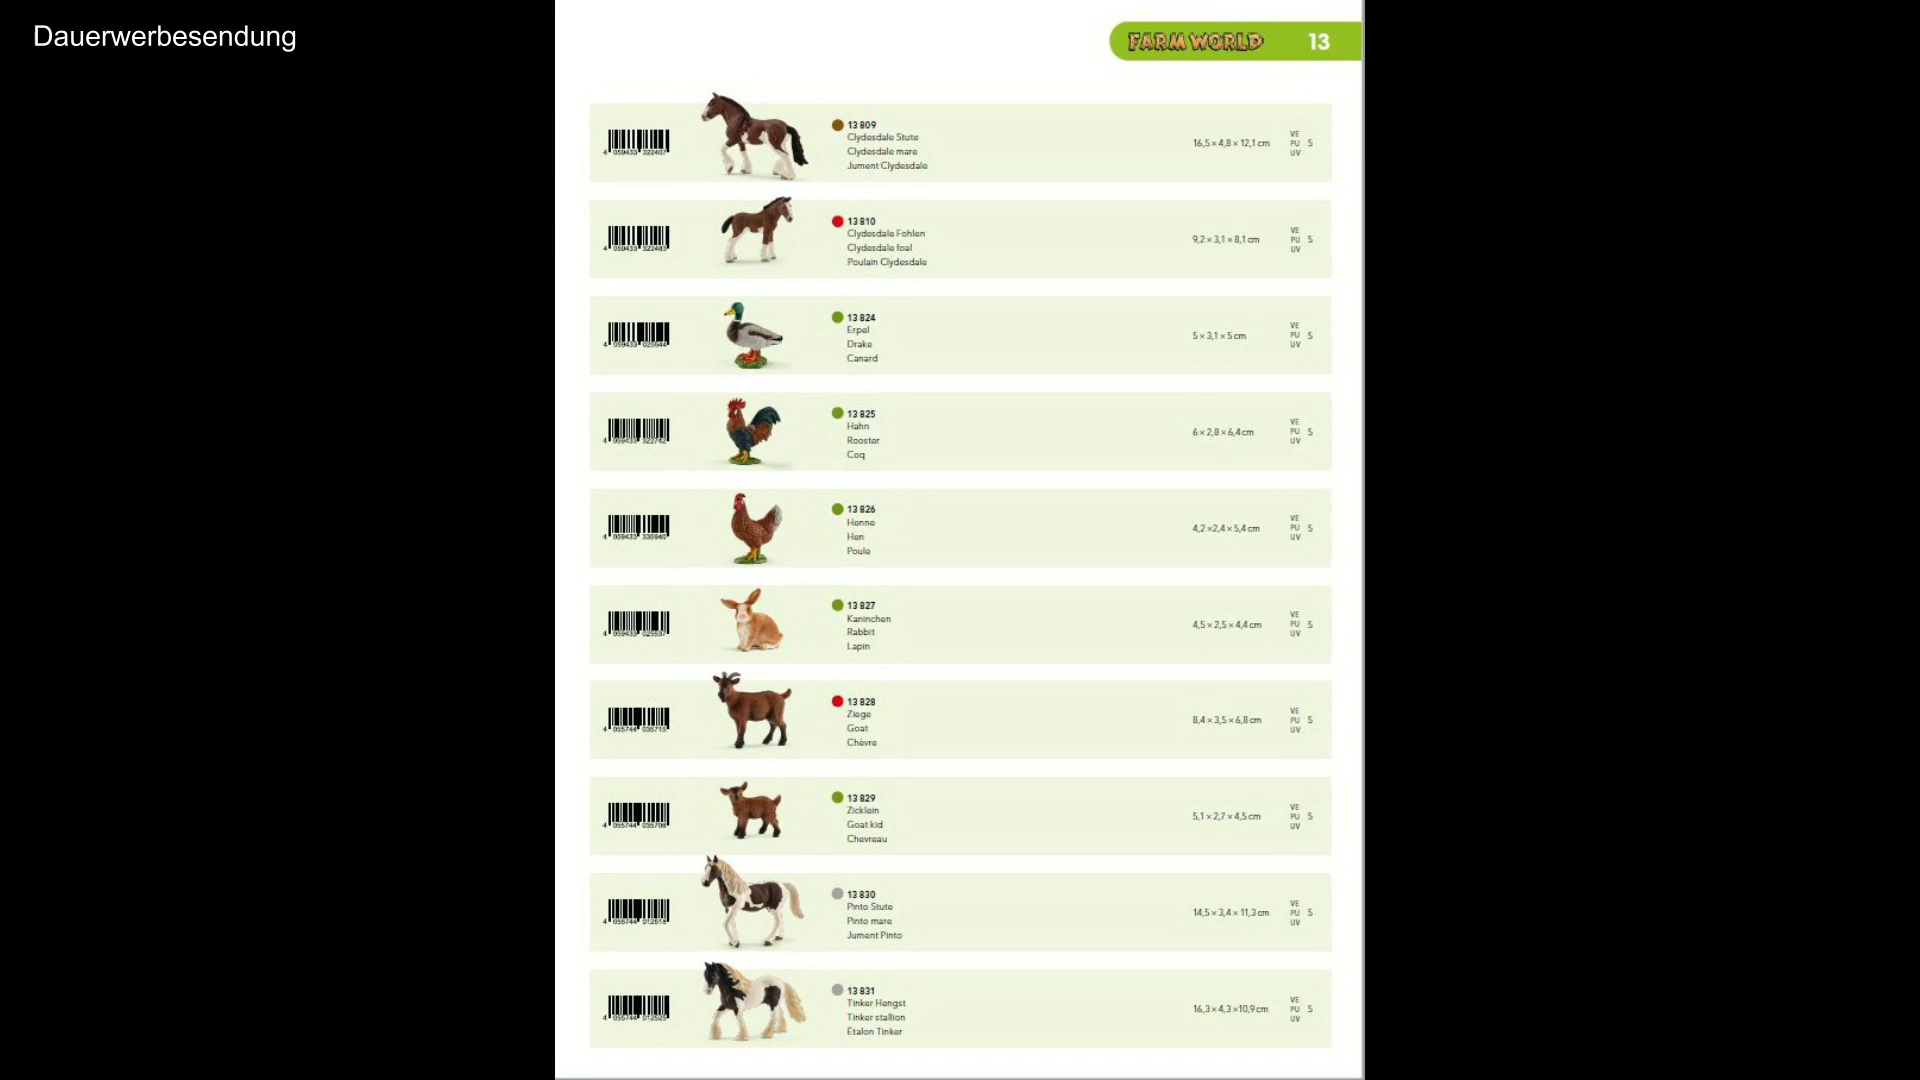 Dauerwerbesendung
FARM WORLD 13
13 809
Clydesdale Stute
Clydesdale mare
Jument Clydesdale
16,5 × 4,8 × 12,1 cm
VE
PU 5
UV
13 810
Clydesdale Fohlen
Clydesdale foal
Poulain Clydesdale
9,2 × 3,1 × 8,1 cm
VE
PU 5
UV
13 824
Erpel
Drake
Canard
5 × 3,1 × 5 cm
VE
PU 5
UV
13 825
Hahn
Rooster
Coq
6 × 2,8 × 6,4 cm
VE
PU 5
UV
13 826
Henne
Hen
Poule
4,2 ×2,4 × 5,4 cm
VE
PU 5
UV
13 827
Kaninchen
Rabbit
Lapin
4,5 × 2,5 × 4,4 cm
VE
PU 5
UV
13 828
Ziege
Goat
Chèvre
8,4 × 3,5 × 6,8 cm
VE
PU 5
UV
13 829
Zicklein
Goat kid
Chevreau
5,1 × 2,7 × 4,5 cm
VE
PU 5
UV
13 830
Pinto Stute
Pinto mare
Jument Pinto
14,5 × 3,4 × 11,3 cm
VE
PU 5
UV
13 831
Tinker Hengst
Tinker stallion
Étalon Tinker
16,3 × 4,3 ×10,9 cm
VE
PU 5
UV